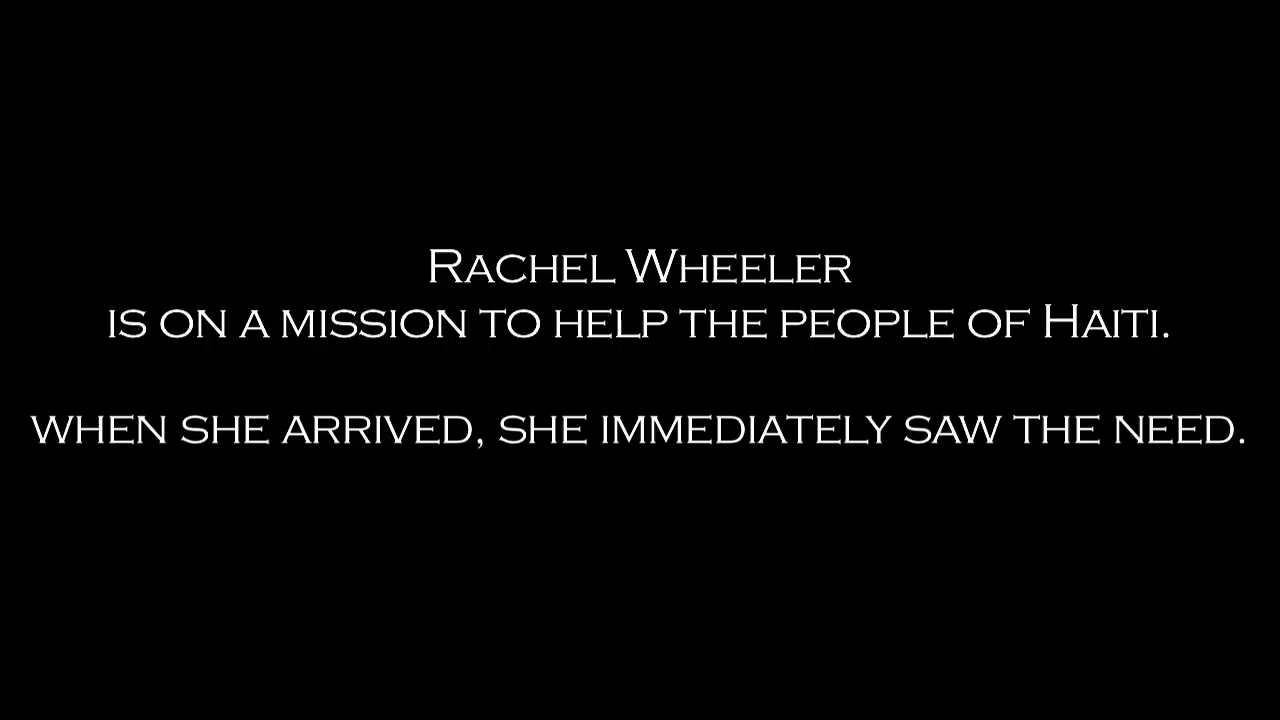 Rachel Wheeler
is on a mission to help the people of Haiti.
when she arrived, she immediately saw the need.